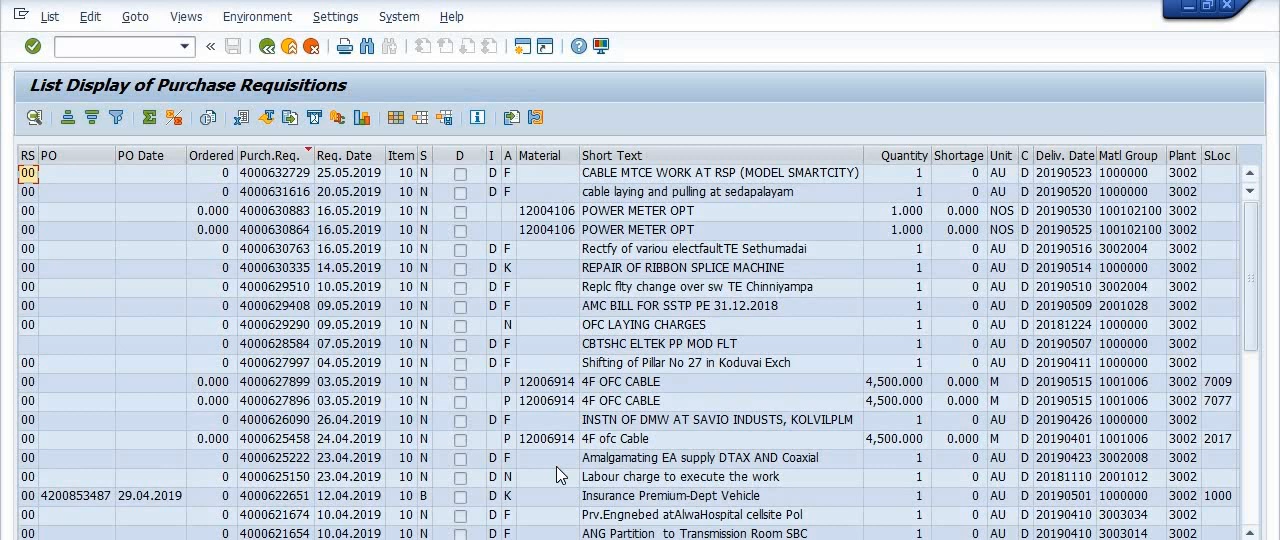 List Edit Goto Views Environment Settings System Help
List Display of Purchase Requisitions
RS PO PO Date Ordered Purch.Req. Req. Date Item S D I A Material Short Text Quantity Shortage Unit C Deliv. Date Matl Group Plant SLoc
00 0 4000632729 25.05.2019 10 N N CABLE MTCE WORK AT RSP (MODEL SMARTCITY) 1 0 AU D 20190523 1000000 3002
00 0 4000631616 20.05.2019 10 N D F cable laying and pulling at sedapalayam 1 0 AU D 20190520 1000000 3002
00 0.000 4000630883 16.05.2019 10 N 12004106 POWER METER OPT 1.000 0.000 NOS D 20190530 100102100 3002
00 0.000 4000630864 16.05.2019 10 N 12004106 POWER METER OPT 1.000 0.000 NOS D 20190525 100102100 3002
00 0 4000630763 16.05.2019 10 N D F Rectfy of variou electfaultTE Sethumadai 1 0 AU D 20190516 3002004 3002
00 0 4000630335 14.05.2019 10 N D K REPAIR OF RIBBON SPLICE MACHINE 1 0 AU D 20190514 1000000 3002
00 0 4000629510 10.05.2019 10 N D F Replc flty change over sw TE Chinniyampa 1 0 AU D 20190510 3002004 3002
00 0 4000629408 09.05.2019 10 N D F AMC BILL FOR SSTP PE 31.12.2018 1 0 AU D 20190509 2001028 3002
00 0 4000629290 09.05.2019 10 N N OFC LAYING CHARGES 1 0 AU D 20181224 1000000 3002
00 0 4000628584 07.05.2019 10 N D F CBTSHC ELTEK PP MOD FLT 1 0 AU D 20190507 1000000 3002
00 0 4000627997 04.05.2019 10 N D F Shifting of Pillar No 27 in Koduvai Exch 1 0 AU D 20190411 1000000 3002
00 0.000 4000627899 03.05.2019 10 N P 12006914 4F OFC CABLE 4,500.000 0.000 M D 20190515 1001006 3002 7009
00 0.000 4000627896 03.05.2019 10 N P 12006914 4F OFC CABLE 4,500.000 0.000 M D 20190515 1001006 3002 7077
00 0 4000626095 26.04.2019 10 N D F INSTN OF DMW AT SAVIO INDUSTS, KOLVILPLM 1 0 AU D 20190426 1000000 3002
00 0.000 4000625458 24.04.2019 10 N P 12006914 4F ofc Cable 4,500.000 0.000 M D 20190401 1001006 3002 2017
00 0 4000625222 23.04.2019 10 N D F Amalgamating EA supply DTAX AND Coaxial 1 0 AU D 20190423 3002008 3002
00 0 4000625130 23.04.2019 10 N D N Labour charge to execute the work 1 0 AU D 20181110 2001012 3002
00 4200853487 29.04.2019 1 4000622651 12.04.2019 10 B D K Insurance Premium-Dept Vehicle 1 0 AU D 20190501 1000000 3002 1000
00 0 4000621674 10.04.2019 10 N D F Prv.Engnebed atAlwaHospital cellsite Pol 1 0 AU D 20190410 3003034 3002
00 0 4000621654 10.04.2019 10 N D F ANG Partition to Transmission Room SBC 1 0 AU D 20190410 1000000 3002